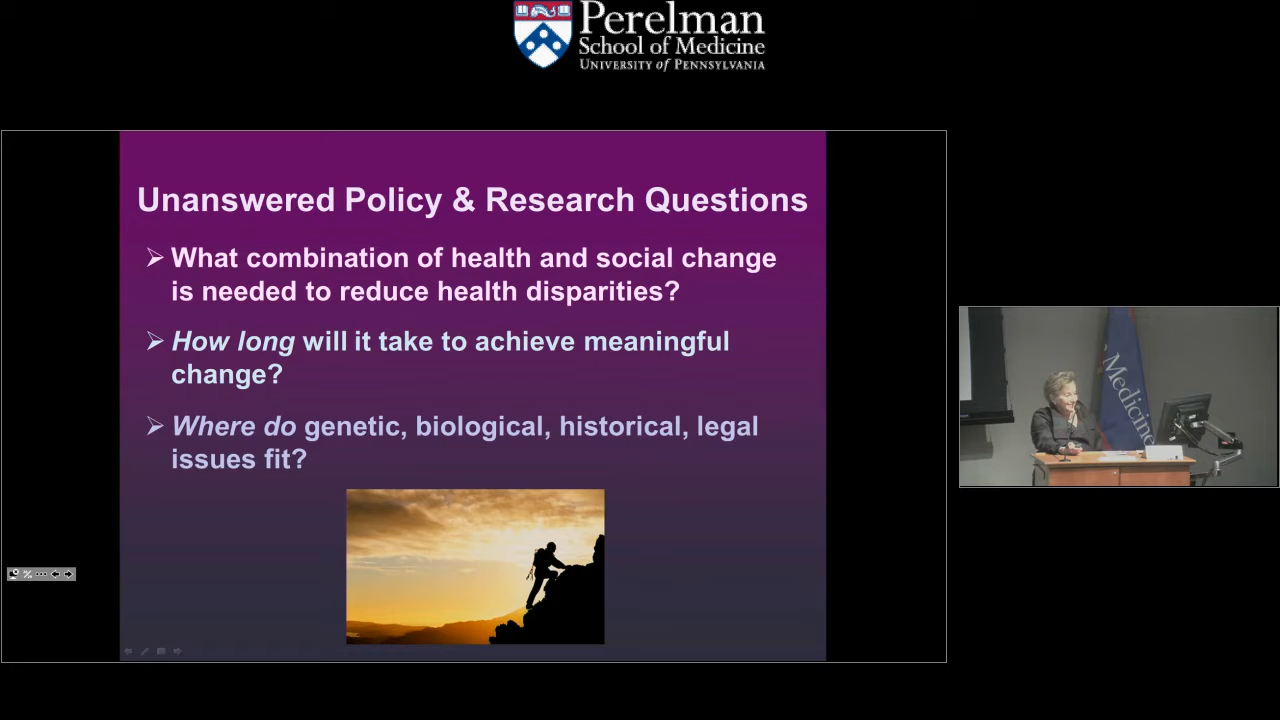 Perelman
School of Medicine
UNIVERSITY of PENNSYLVANIA
Unanswered Policy & Research Questions
➢ What combination of health and social change
is needed to reduce health disparities?
➢ How long will it take to achieve meaningful
change?
➢ Where do genetic, biological, historical, legal
issues fit?
Medicine